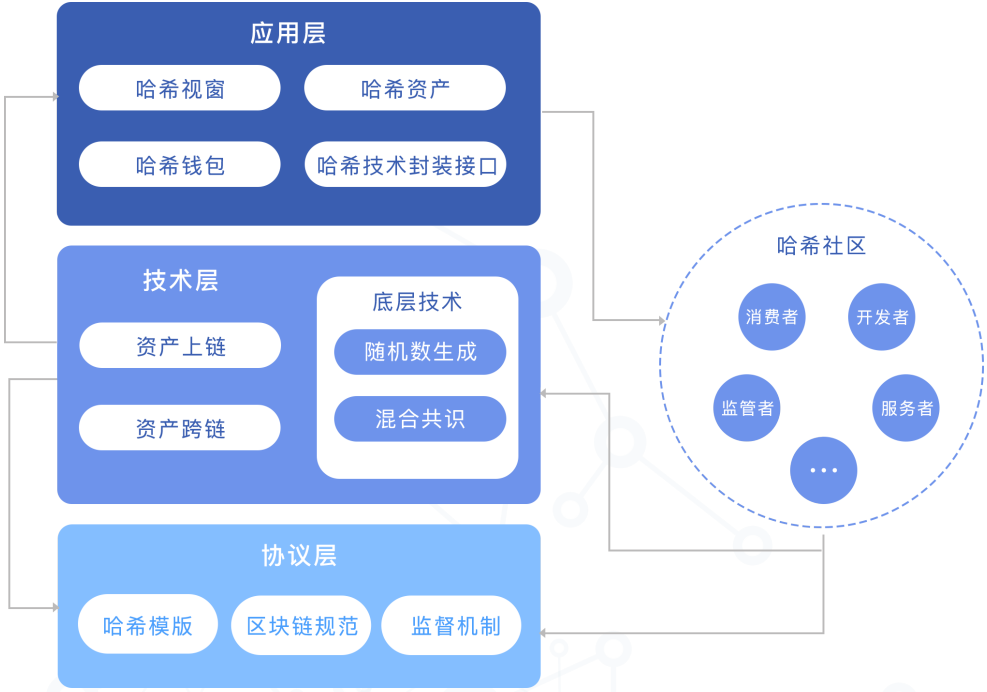 应用层
哈希视窗
哈希资产
哈希钱包
哈希技术封装接口
技术层
资产上链
资产跨链
底层技术
随机数生成
混合共识
协议层
哈希模版
区块链规范
监督机制
哈希社区
消费者
开发者
监管者
服务者
...